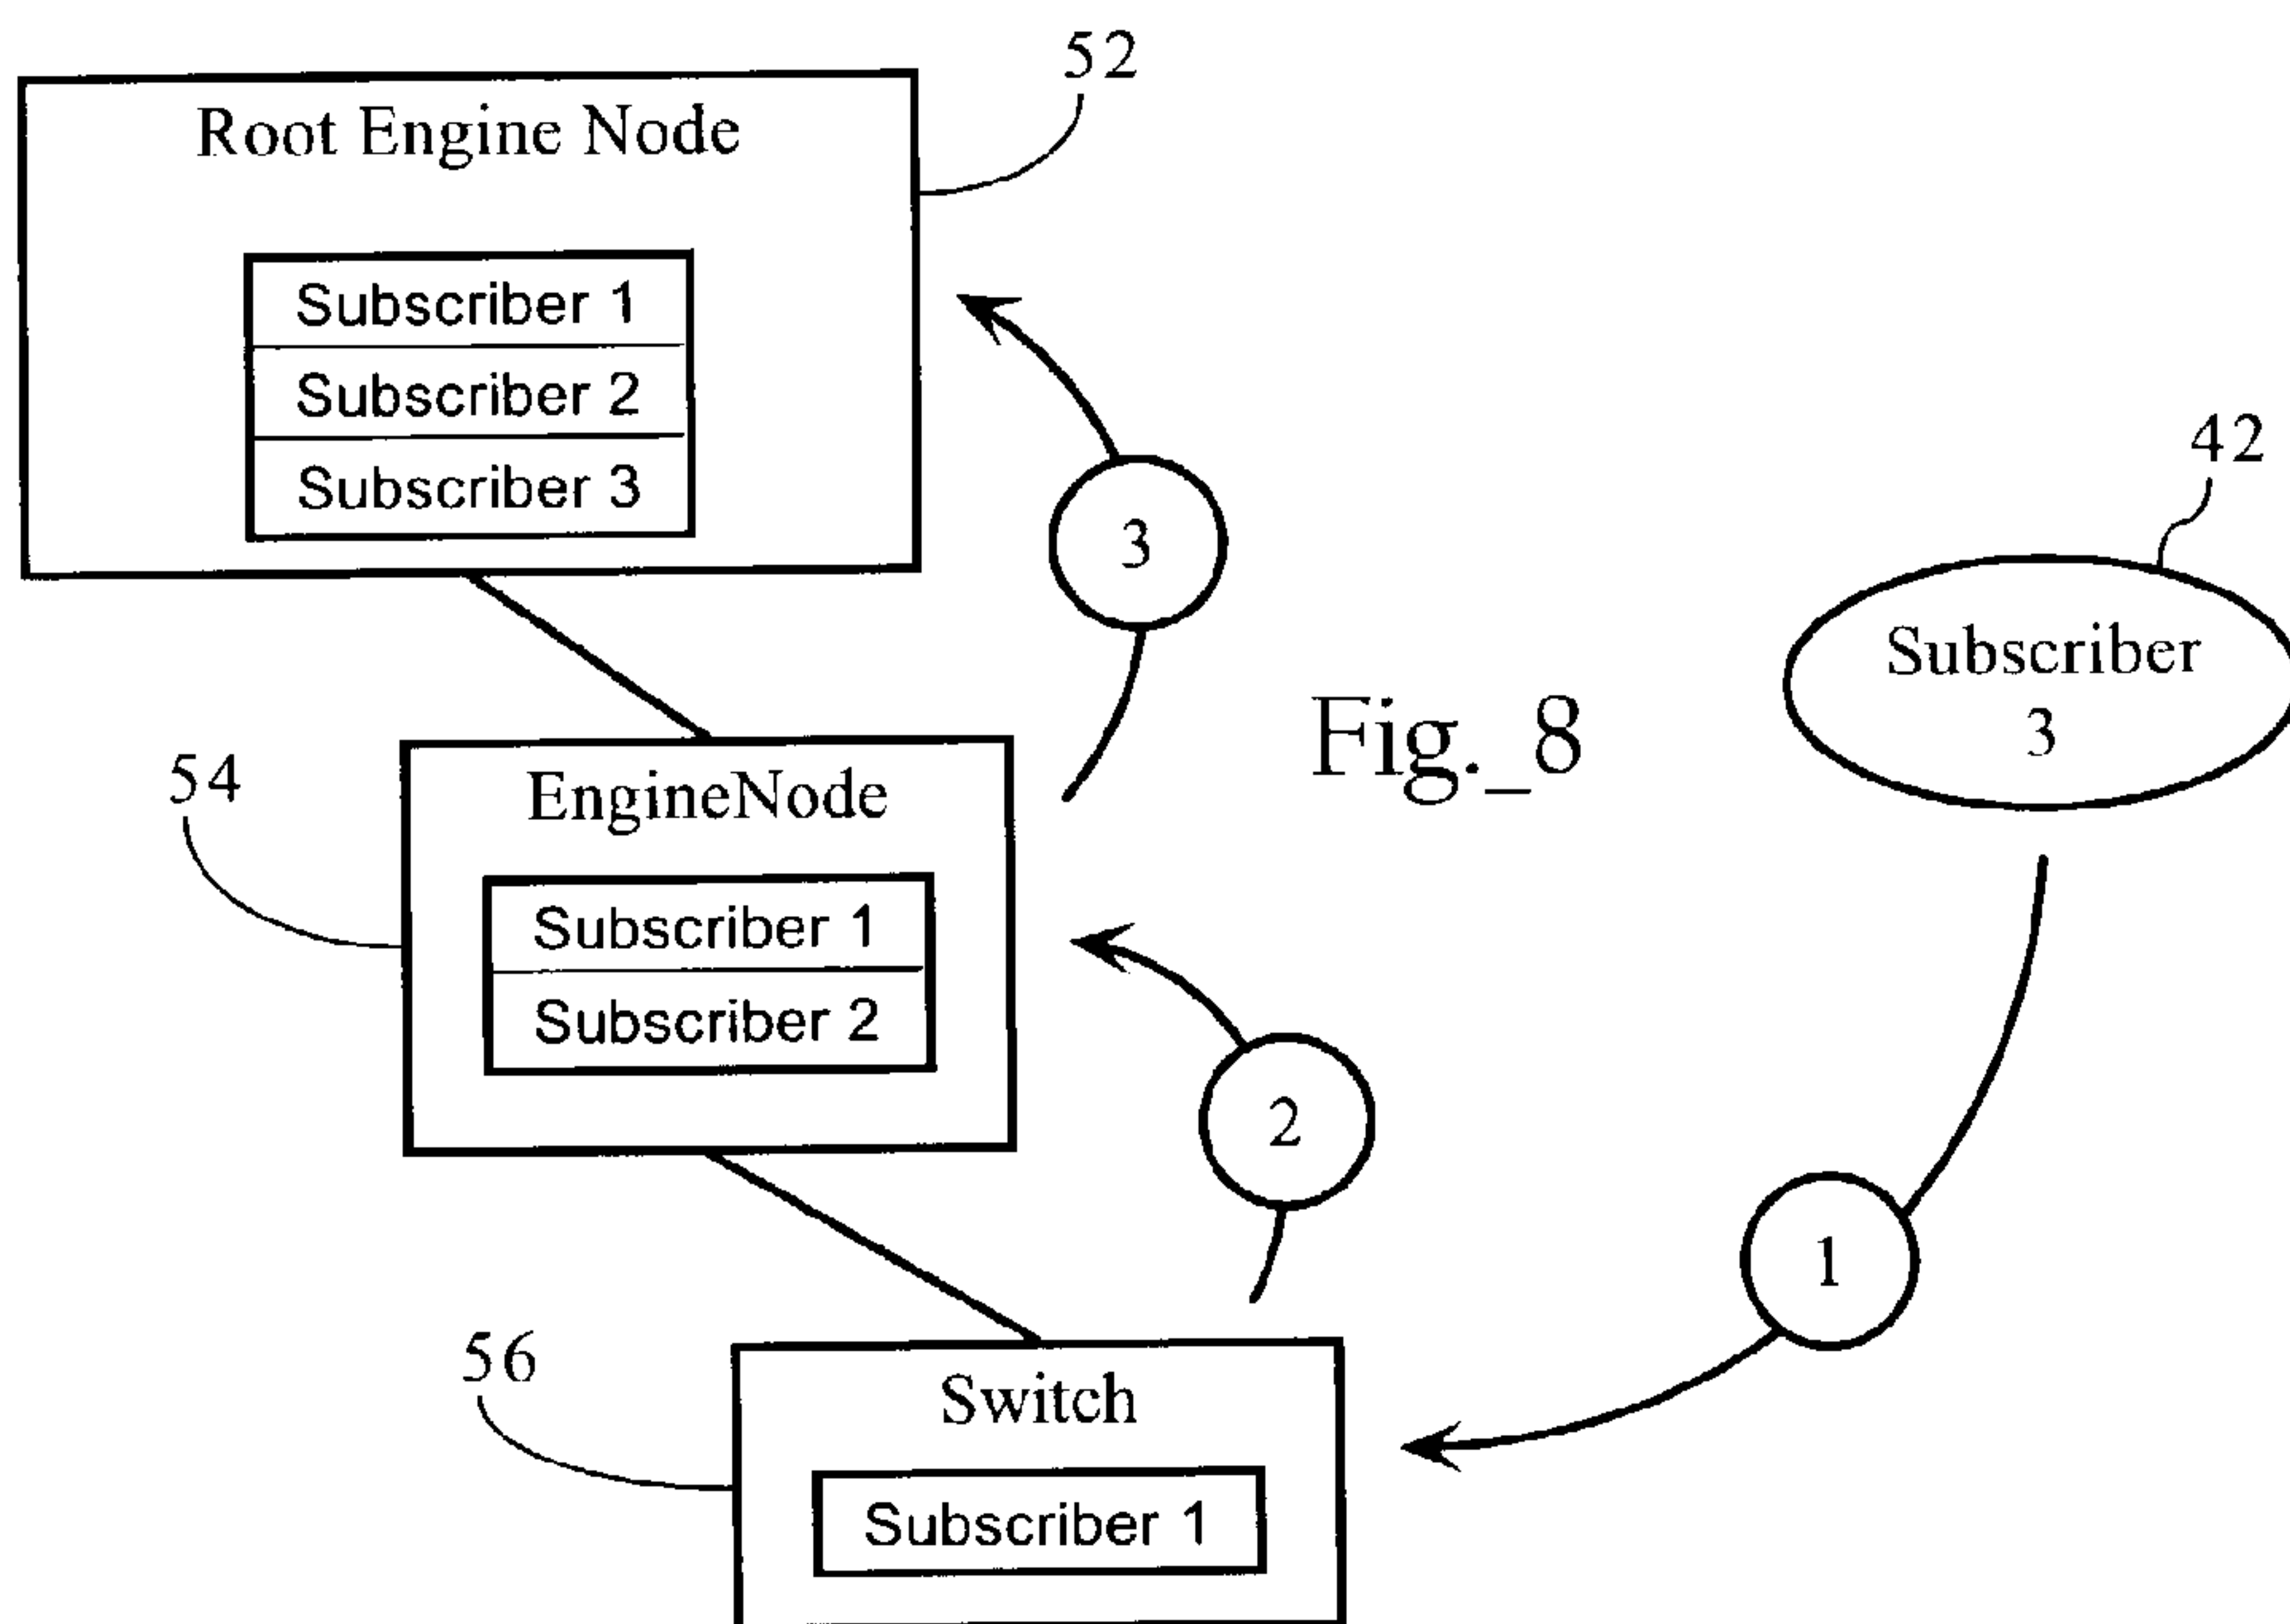 52
Root Engine Node
Subscriber 1
Subscriber 2
Subscriber 3
3
42
Subscriber
3
Fig._8
54
EngineNode
Subscriber 1
Subscriber 2
2
1
56
Switch
Subscriber 1